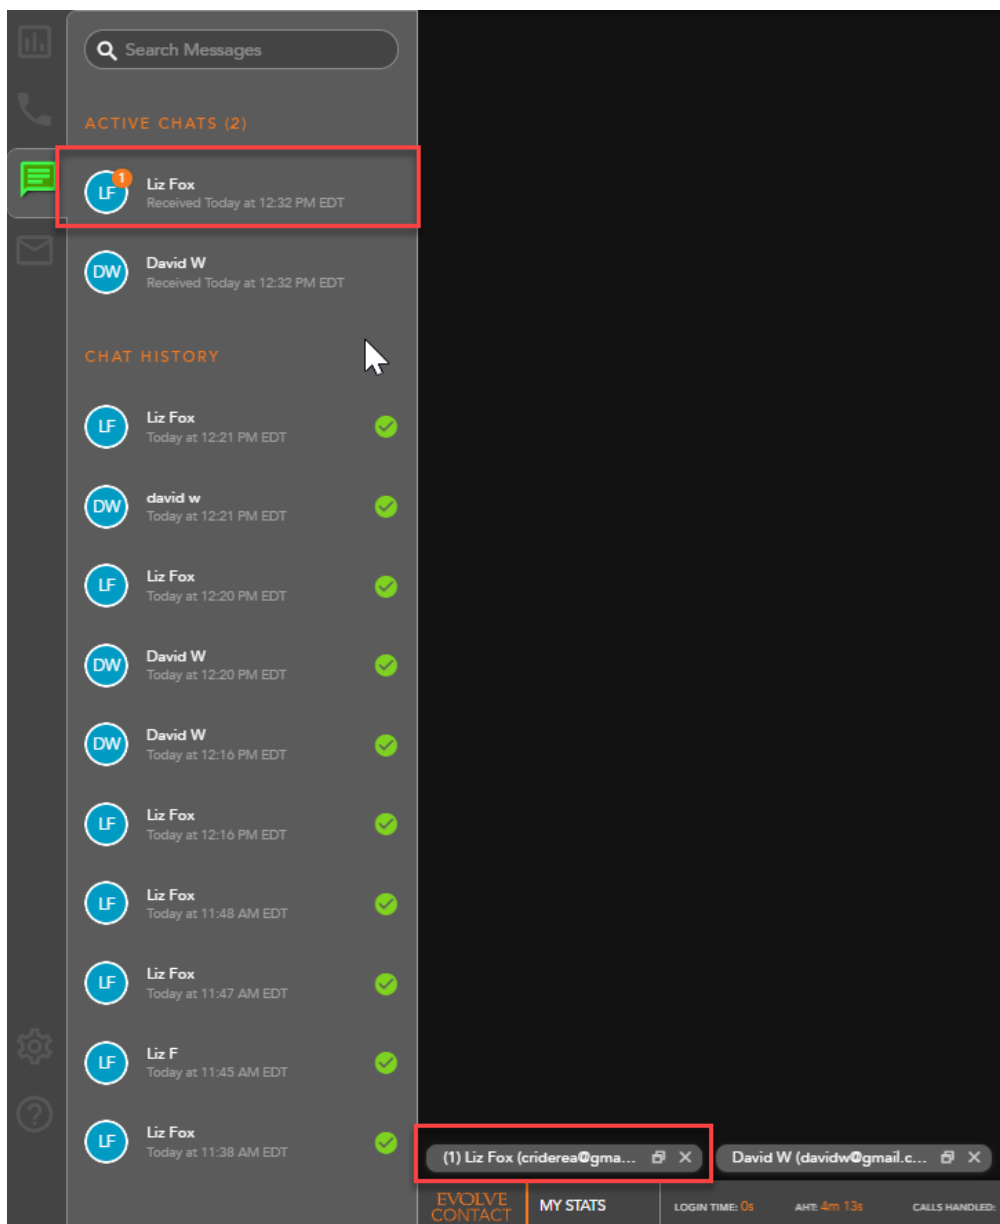 Search Messages
ACTIVE CHATS (2)
LF
1
Liz Fox
Received Today at 12:32 PM EDT
DW
David W
Received Today at 12:32 PM EDT
CHAT HISTORY
LF
Liz Fox
Today at 12:21 PM EDT
DW
david w
Today at 12:21 PM EDT
LF
Liz Fox
Today at 12:20 PM EDT
DW
David W
Today at 12:20 PM EDT
DW
David W
Today at 12:16 PM EDT
LF
Liz Fox
Today at 12:16 PM EDT
LF
Liz Fox
Today at 11:48 AM EDT
LF
Liz Fox
Today at 11:47 AM EDT
LF
Liz F
Today at 11:45 AM EDT
LF
Liz Fox
Today at 11:38 AM EDT
(1) Liz Fox (criderea@gma...
David W (davidw@gmail.c...
EVOLVE
CONTACT
MY STATS
LOGIN TIME: 0s
AHT: 4m 13s
CALLS HANDLED: